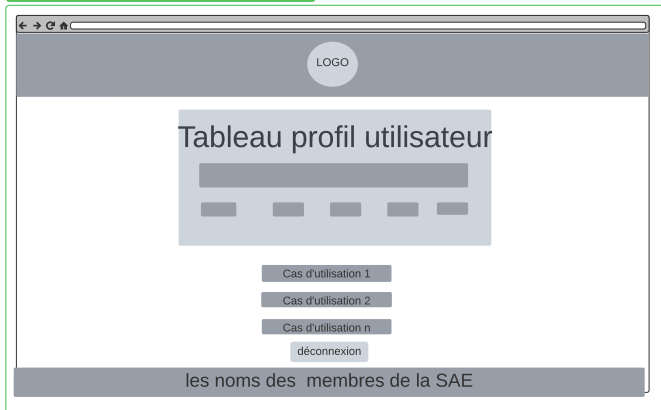 LOGO
Tableau profil utilisateur
Cas d'utilisation 1
Cas d'utilisation 2
Cas d'utilisation n
déconnexion
les noms des membres de la SAE